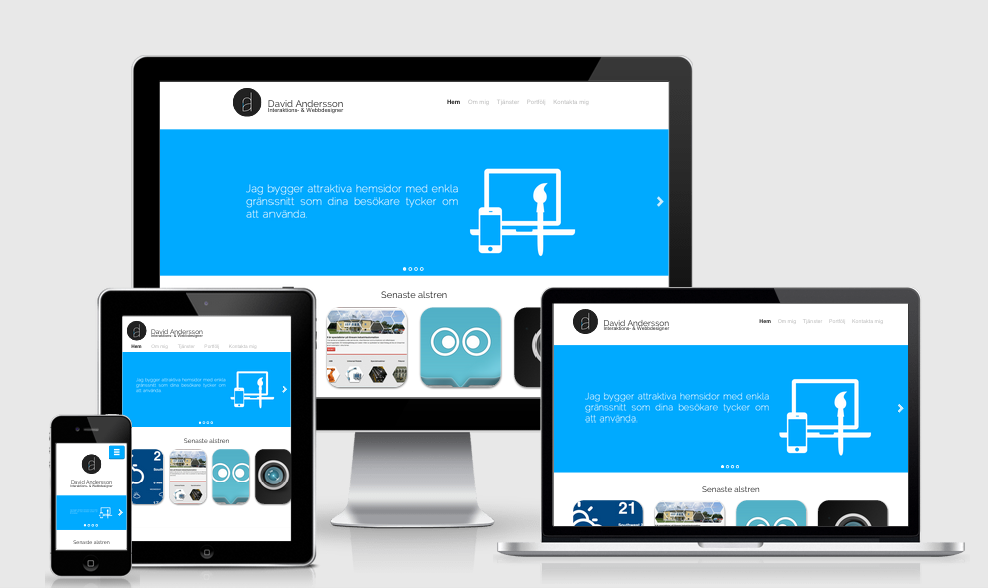 David Andersson
Interaktions- & Webbdesigner
Hem Om mig Tjänster Portfölj Kontakta mig
Jag bygger attraktiva hemsidor med enkla
gränssnitt som dina besökare tycker om
att använda.
Senaste alstren
David Andersson
Interaktions- & Webbdesigner
Hem Om mig Tjänster Portfölj Kontakta mig
Jag bygger attraktiva hemsidor med enkla
gränssnitt som dina besökare tycker om
att använda.
Senaste alstren
2
David Andersson
Interaktions- & Webbdesigner
Senaste alstren
David Andersson
Interaktions- & Webbdesigner
Hem Om mig Tjänster Portfölj Kontakta mig
Jag bygger attraktiva hemsidor med enkla
gränssnitt som dina besökare tycker om
att använda.
Senaste alstren
21